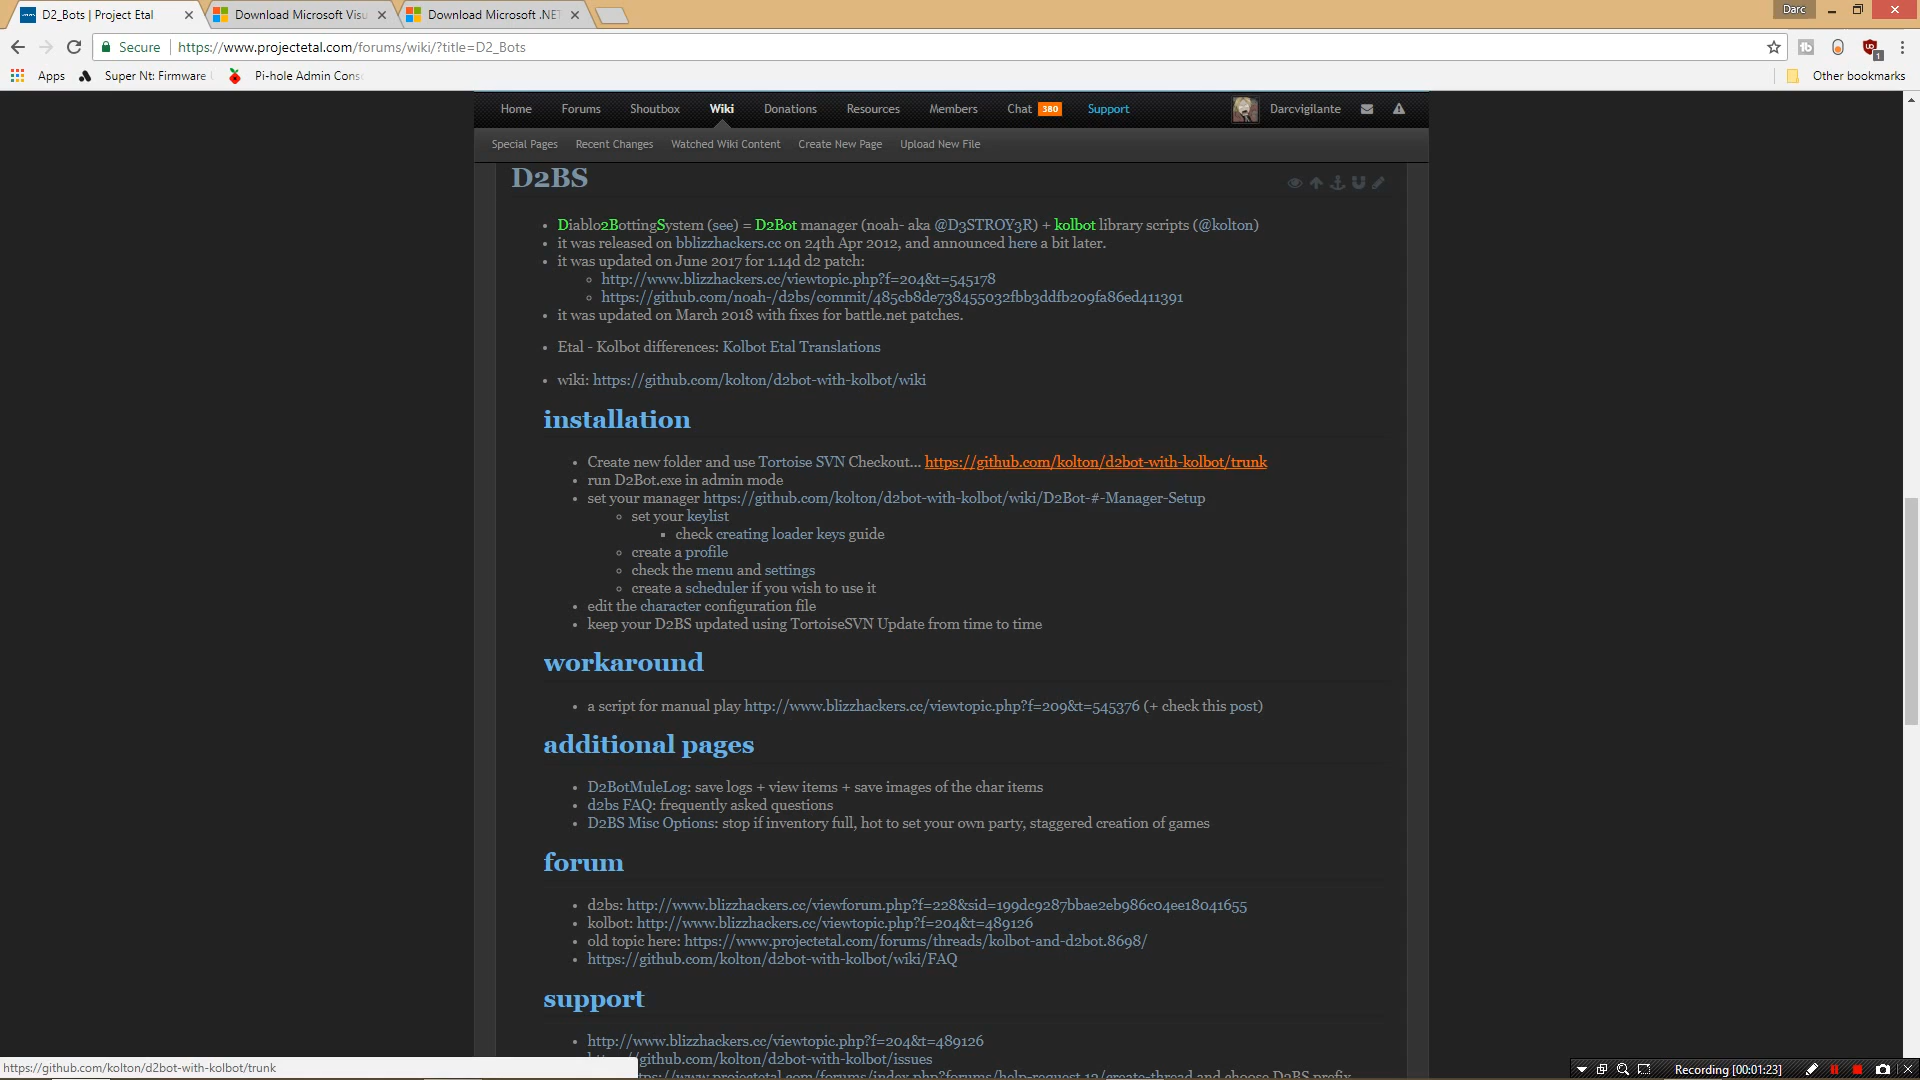 D2_Bots | Project Etal
Download Microsoft Visu
Download Microsoft .NET
Darc
Secure
https://www.projectetal.com/forums/wiki/?title=D2_Bots
1
Apps
Super Nt: Firmware
Pi-hole Admin Cons
Other bookmarks
Home Forums Shoutbox Wiki Donations Resources Members Chat 380 Support Darcvigilante
Special Pages Recent Changes Watched Wiki Content Create New Page Upload New File
D2BS
Diablo2BottingSystem (see) = D2Bot manager (noah- aka @D3STROY3R) + kolbot library scripts (@kolton)
it was released on bblizzhackers.cc on 24th Apr 2012, and announced here a bit later.
it was updated on June 2017 for 1.14d d2 patch:
http://www.blizzhackers.cc/viewtopic.php?f=204&t=545178
https://github.com/noah-/d2bs/commit/485cb8de738455032fbb3ddfb209fa86ed411391
it was updated on March 2018 with fixes for battle.net patches.
Etal - Kolbot differences: Kolbot Etal Translations
wiki: https://github.com/kolton/d2bot-with-kolbot/wiki
installation
Create new folder and use Tortoise SVN Checkout... https://github.com/kolton/d2bot-with-kolbot/trunk
run D2Bot.exe in admin mode
set your manager https://github.com/kolton/d2bot-with-kolbot/wiki/D2Bot-#-Manager-Setup
set your keylist
check creating loader keys guide
create a profile
check the menu and settings
create a scheduler if you wish to use it
edit the character configuration file
keep your D2BS updated using TortoiseSVN Update from time to time
workaround
a script for manual play http://www.blizzhackers.cc/viewtopic.php?f=209&t=545376 (+ check this post)
additional pages
D2BotMuleLog: save logs + view items + save images of the char items
d2bs FAQ: frequently asked questions
D2BS Misc Options: stop if inventory full, hot to set your own party, staggered creation of games
forum
d2bs: http://www.blizzhackers.cc/viewforum.php?f=228&sid=199dc9287bbae2eb986c04ee18041655
kolbot: http://www.blizzhackers.cc/viewtopic.php?f=204&t=489126
old topic here: https://www.projectetal.com/forums/threads/kolbot-and-d2bot.8698/
https://github.com/kolton/d2bot-with-kolbot/wiki/FAQ
support
http://www.blizzhackers.cc/viewtopic.php?f=204&t=489126
github.com/kolton/d2bot-with-kolbot/issues
https://github.com/kolton/d2bot-with-kolbot/trunk
://www.projectetal.com/forums/index.php?forums/help-request.12/create-thread and choose D2BS prefix
Recording [00:01:23]